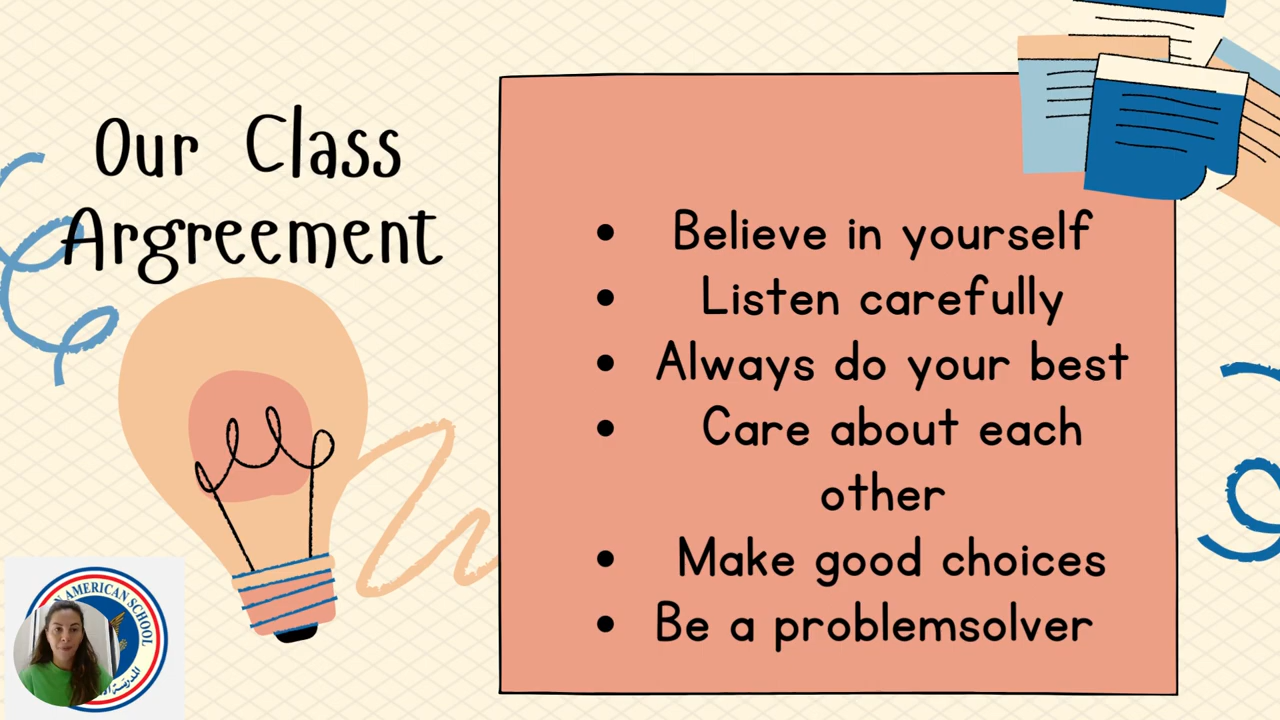 Our Class
Argreement
• Believe in yourself
• Listen carefully
• Always do your best
• Care about each
other
• Make good choices
• Be a problemsolver
AMERICAN SCHOOL